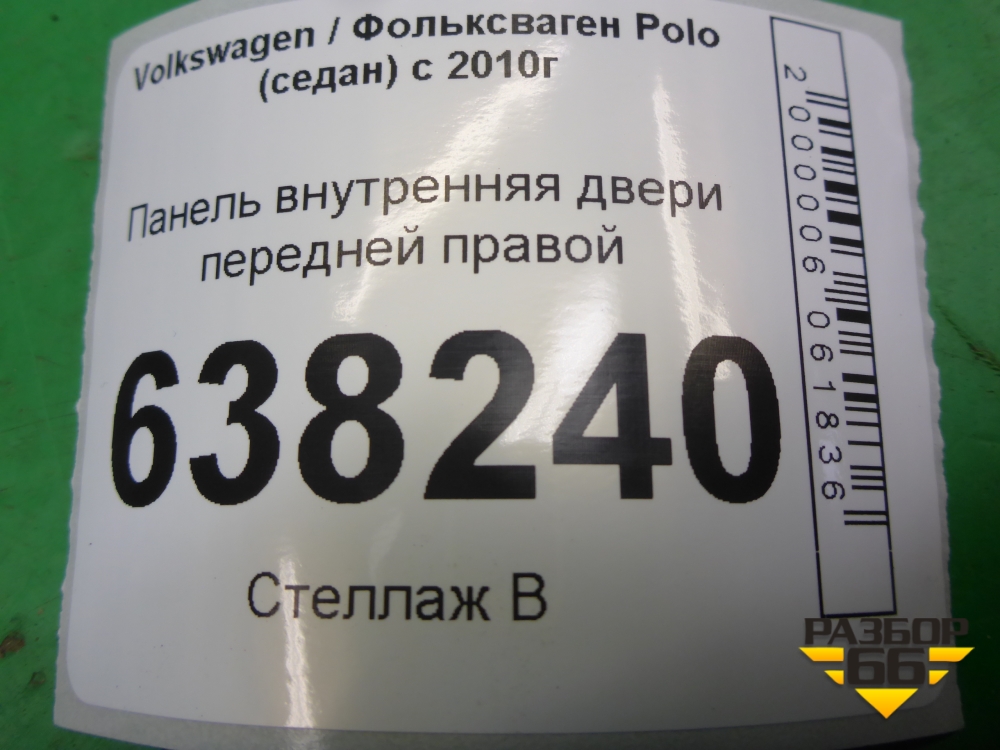 Volkswagen / Фольксваген Polo
(седан) с 2010г
Панель внутренняя двери
передней правой
638240
Стеллаж В
2000006061836
РАЗБОР
66